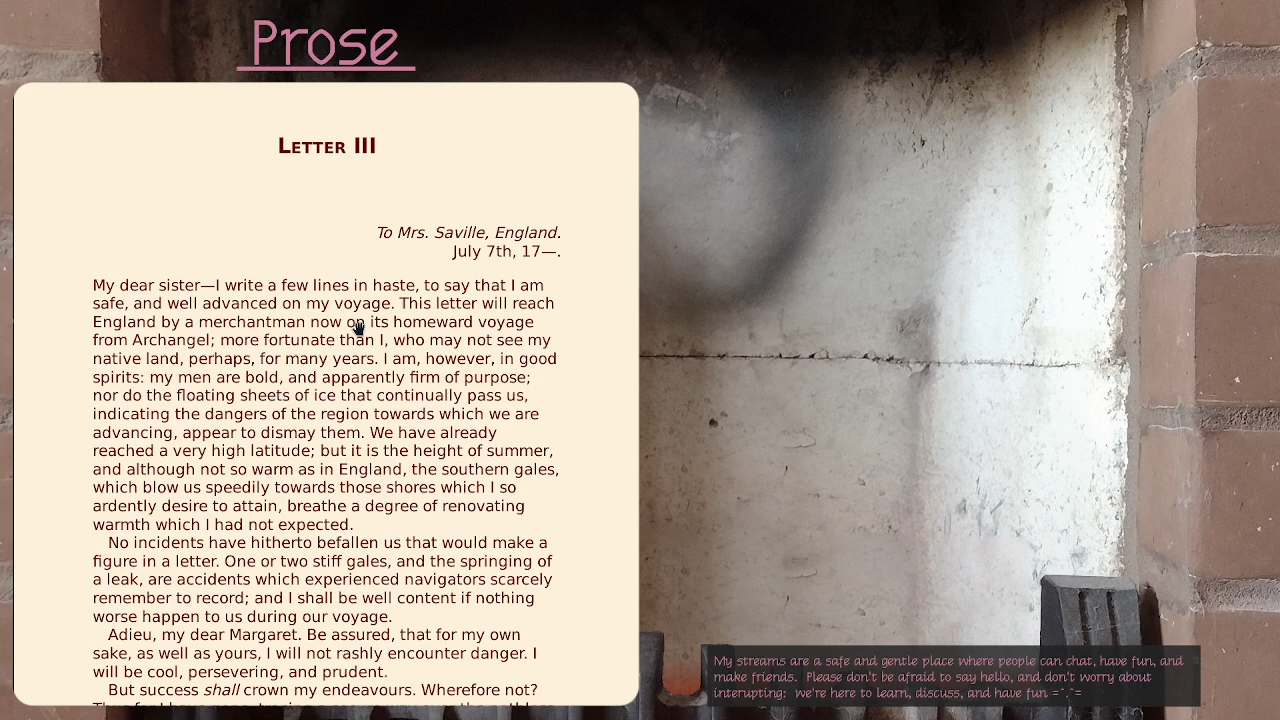 Prose
Letter III
To Mrs. Saville, England.
July 7th, 17—.
My dear sister—I write a few lines in haste, to say that I am
safe, and well advanced on my voyage. This letter will reach
England by a merchantman now on its homeward voyage
from Archangel; more fortunate than I, who may not see my
native land, perhaps, for many years. I am, however, in good
spirits: my men are bold, and apparently firm of purpose;
nor do the floating sheets of ice that continually pass us,
indicating the dangers of the region towards which we are
advancing, appear to dismay them. We have already
reached a very high latitude; but it is the height of summer,
and although not so warm as in England, the southern gales,
which blow us speedily towards those shores which I so
ardently desire to attain, breathe a degree of renovating
warmth which I had not expected.
No incidents have hitherto befallen us that would make a
figure in a letter. One or two stiff gales, and the springing of
a leak, are accidents which experienced navigators scarcely
remember to record; and I shall be well content if nothing
worse happen to us during our voyage.
Adieu, my dear Margaret. Be assured, that for my own
sake, as well as yours, I will not rashly encounter danger. I
will be cool, persevering, and prudent.
But success shall crown my endeavours. Wherefore not?
My streams are a safe and gentle place where people can chat, have fun, and
make friends. Please don't be afraid to say hello, and don't worry about
interupting: we're here to learn, discuss, and have fun =^.^=